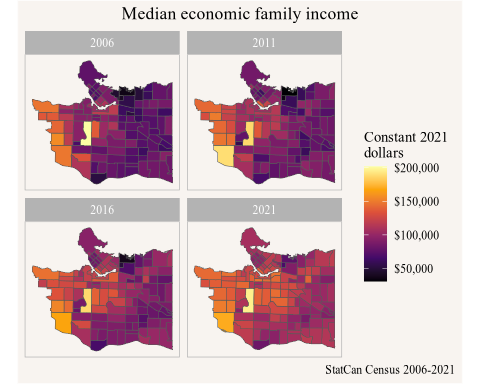 Median economic family income
2006
2011
2016
2021
Constant 2021
dollars
$200,000
$150,000
$100,000
$50,000
StatCan Census 2006-2021